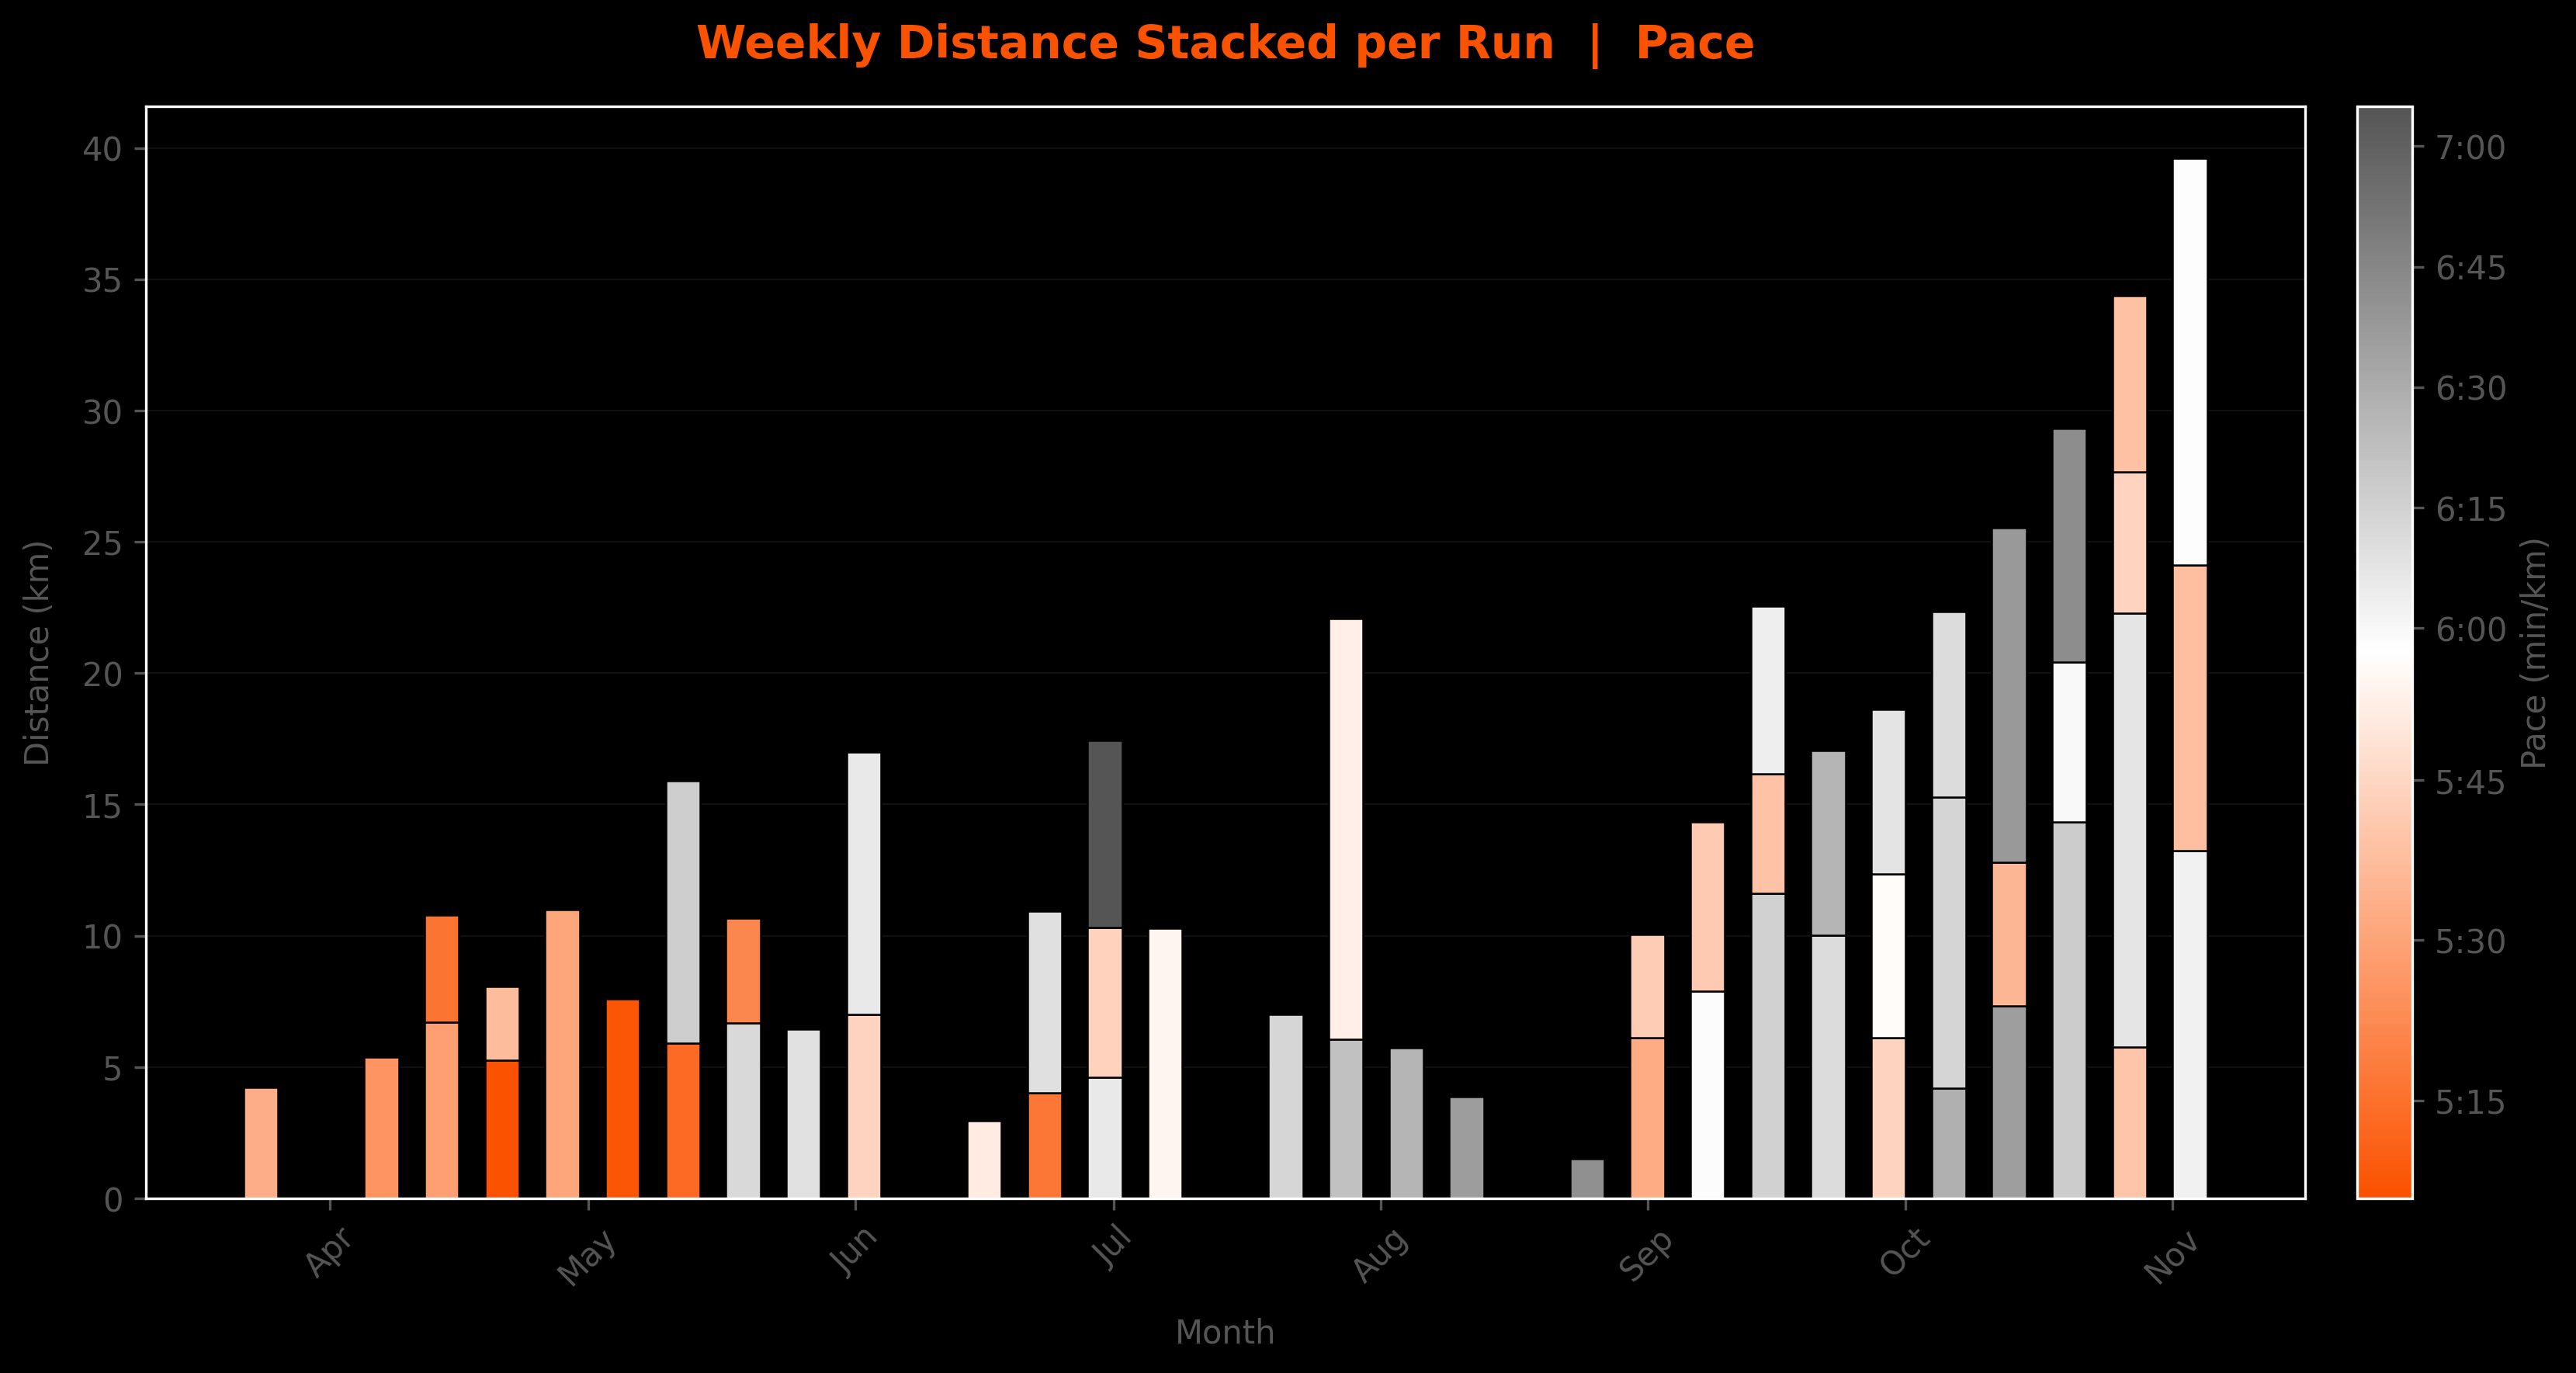 Weekly Distance Stacked per Run | Pace
40
35
30
25
20
15
10
5
0
Distance (km)
Apr
May
Jun
Jul
Aug
Sep
Oct
Nov
Month
7:00
6:45
6:30
6:15
6:00
5:45
5:30
5:15
Pace (min/km)